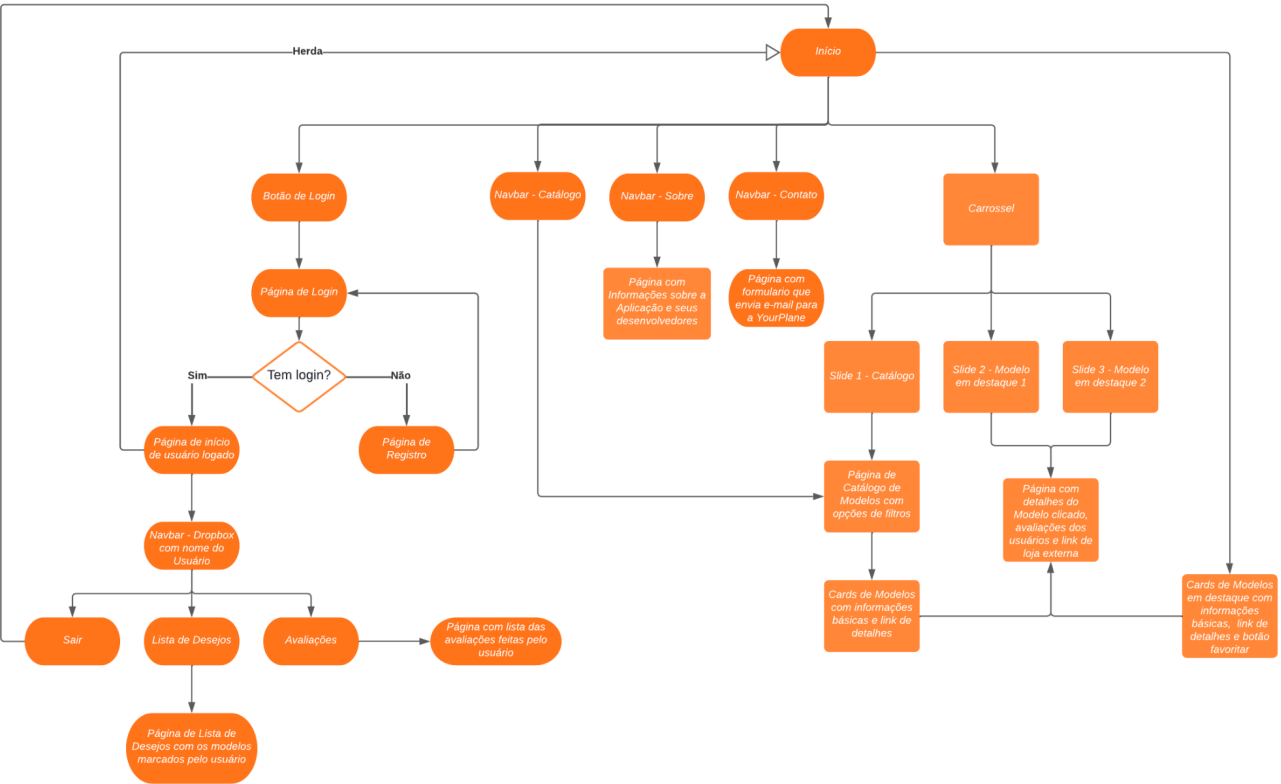 Herda
Início
Botão de Login
Navbar - Catálogo
Navbar - Sobre
Navbar - Contato
Carrossel
Página de Login
Página com
Informações sobre a
Aplicação e seus
desenvolvedores
Página com
formulario que
envia e-mail para
a YourPlane
Tem login?
Sim
Não
Slide 1 - Catálogo
Slide 2 - Modelo
em destaque 1
Slide 3 - Modelo
em destaque 2
Página de início
de usuário logado
Página de
Registro
Página de
Catálogo de
Modelos com
opções de filtros
Página com
detalhes do
Modelo clicado,
avaliações dos
usuários e link de
loja externa
Navbar - Dropbox
com nome do
Usuário
Cards de Modelos
com informações
básicas e link de
detalhes
Cards de Modelos
em destaque com
informações
básicas, link de
detalhes e botão
favoritar
Sair
Lista de Desejos
Avaliações
Página com lista das
avaliações feitas pelo
usuário
Página de Lista de
Desejos com os modelos
marcados pelo usuário